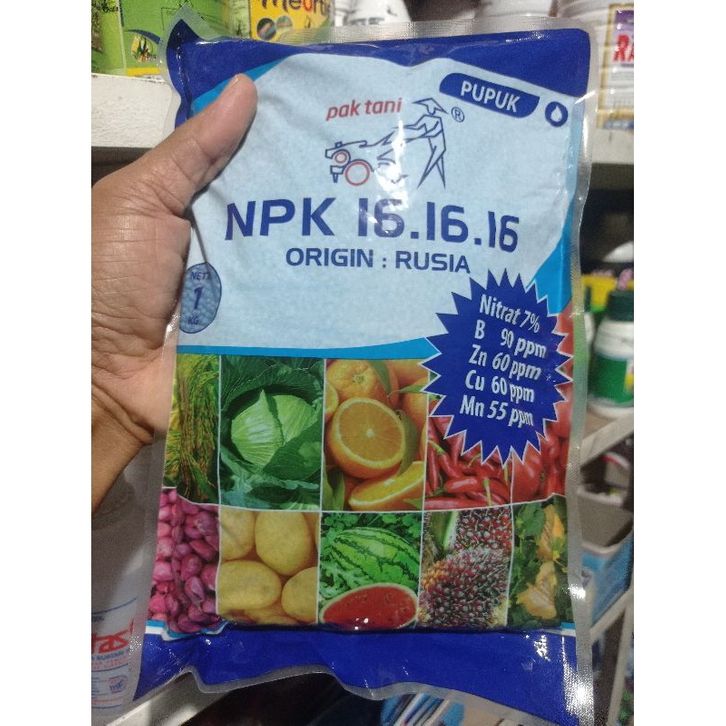 PUPUK
pak tani
®
NPK 16.16.16
ORIGIN : RUSIA
NETTO
1
KG
Nitrat 7%
B 90 ppm
Zn 60 ppm
Cu 60 ppm
Mn 55 ppm